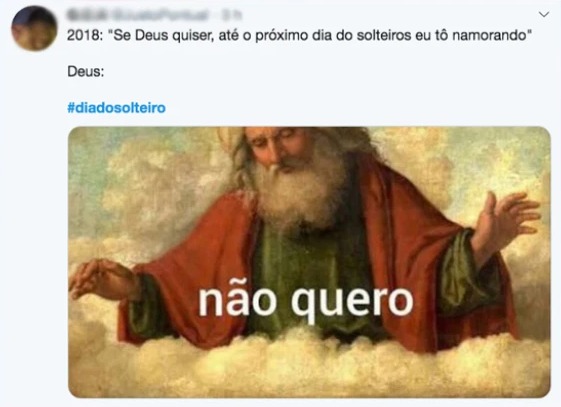 2018: "Se Deus quiser, até o próximo dia do solteiros eu tô namorando"
Deus:
#diadosolteiro
não quero